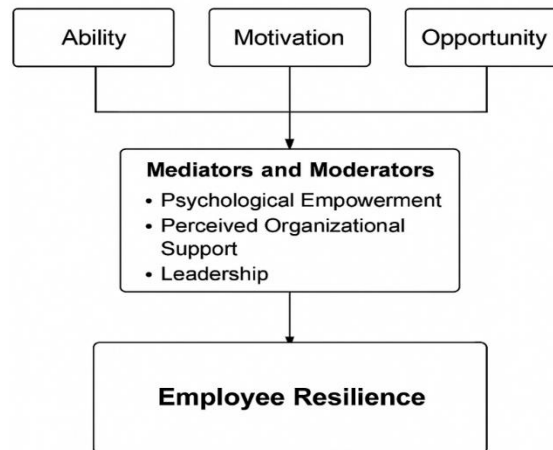 Ability
Motivation
Opportunity
Mediators and Moderators
• Psychological Empowerment
• Perceived Organizational
Support
• Leadership
Employee Resilience